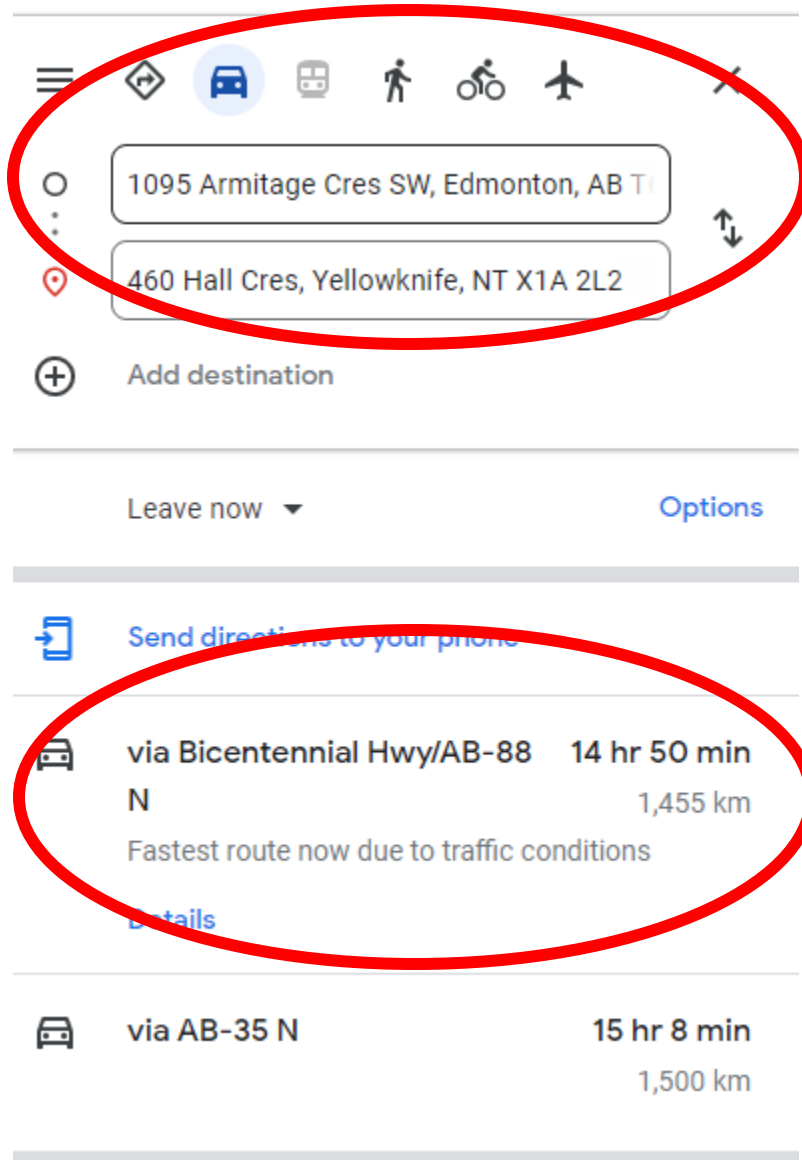 1095 Armitage Cres SW, Edmonton, AB
460 Hall Cres, Yellowknife, NT X1A 2L2
Add destination
Leave now
Options
Send directions to your phone
via Bicentennial Hwy/AB-88 14 hr 50 min
N 1,455 km
Fastest route now due to traffic conditions
Details
via AB-35 N 15 hr 8 min
1,500 km